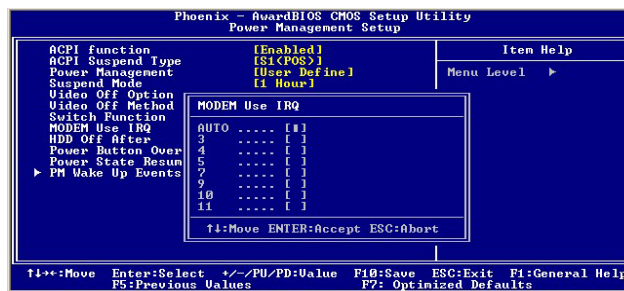 Phoenix - AwardBIOS CMOS Setup Utility
Power Management Setup
ACPI function [Enabled]
ACPI Suspend Type [S1(POS)]
Power Management [User Define]
Suspend Mode [1 Hour]
Video Off Option
Video Off Method
Switch Function
MODEM Use IRQ
HDD Off After
Power Button Over
Power State Resum
► PM Wake Up Events
Item Help
Menu Level ►
MODEM Use IRQ
AUTO ..... [▮]
3 ..... [ ]
4 ..... [ ]
5 ..... [ ]
7 ..... [ ]
9 ..... [ ]
10 ..... [ ]
11 ..... [ ]
↑↓:Move ENTER:Accept ESC:Abort
↑↓→←:Move Enter:Select +/-/PU/PD:Value F10:Save ESC:Exit F1:General Help
F5:Previous Values F7: Optimized Defaults